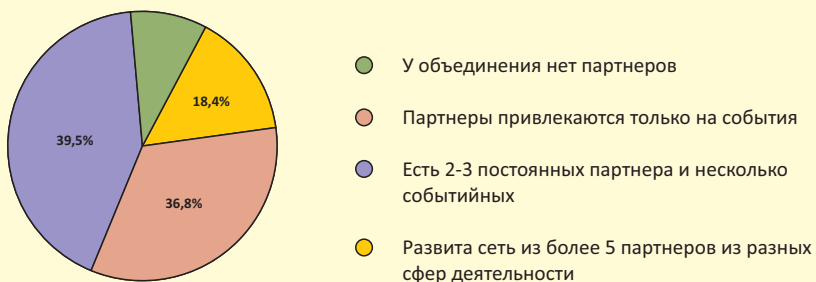 18,4%
39,5%
36,8%
У объединения нет партнеров
Партнеры привлекаются только на события
Есть 2-3 постоянных партнера и несколько
событийных
Развита сеть из более 5 партнеров из разных
сфер деятельности